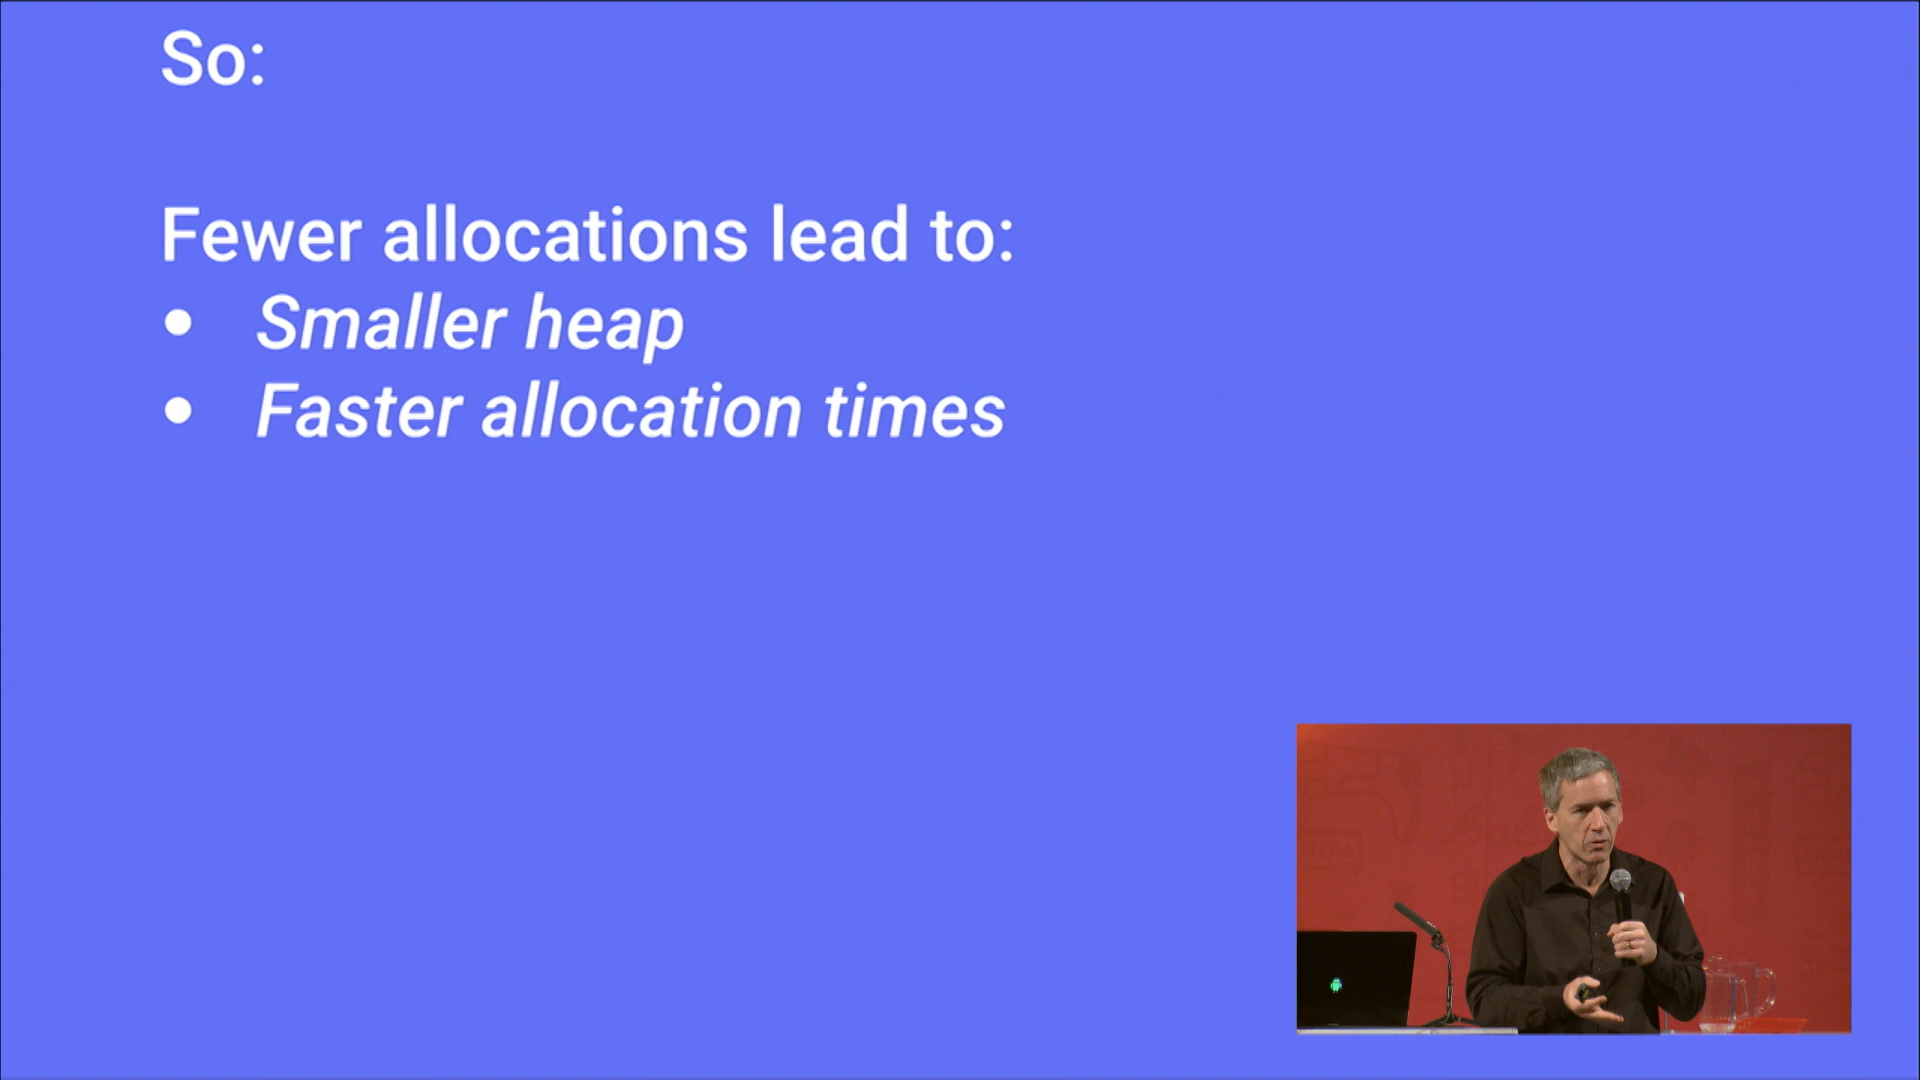 So:
Fewer allocations lead to:
• Smaller heap
• Faster allocation times